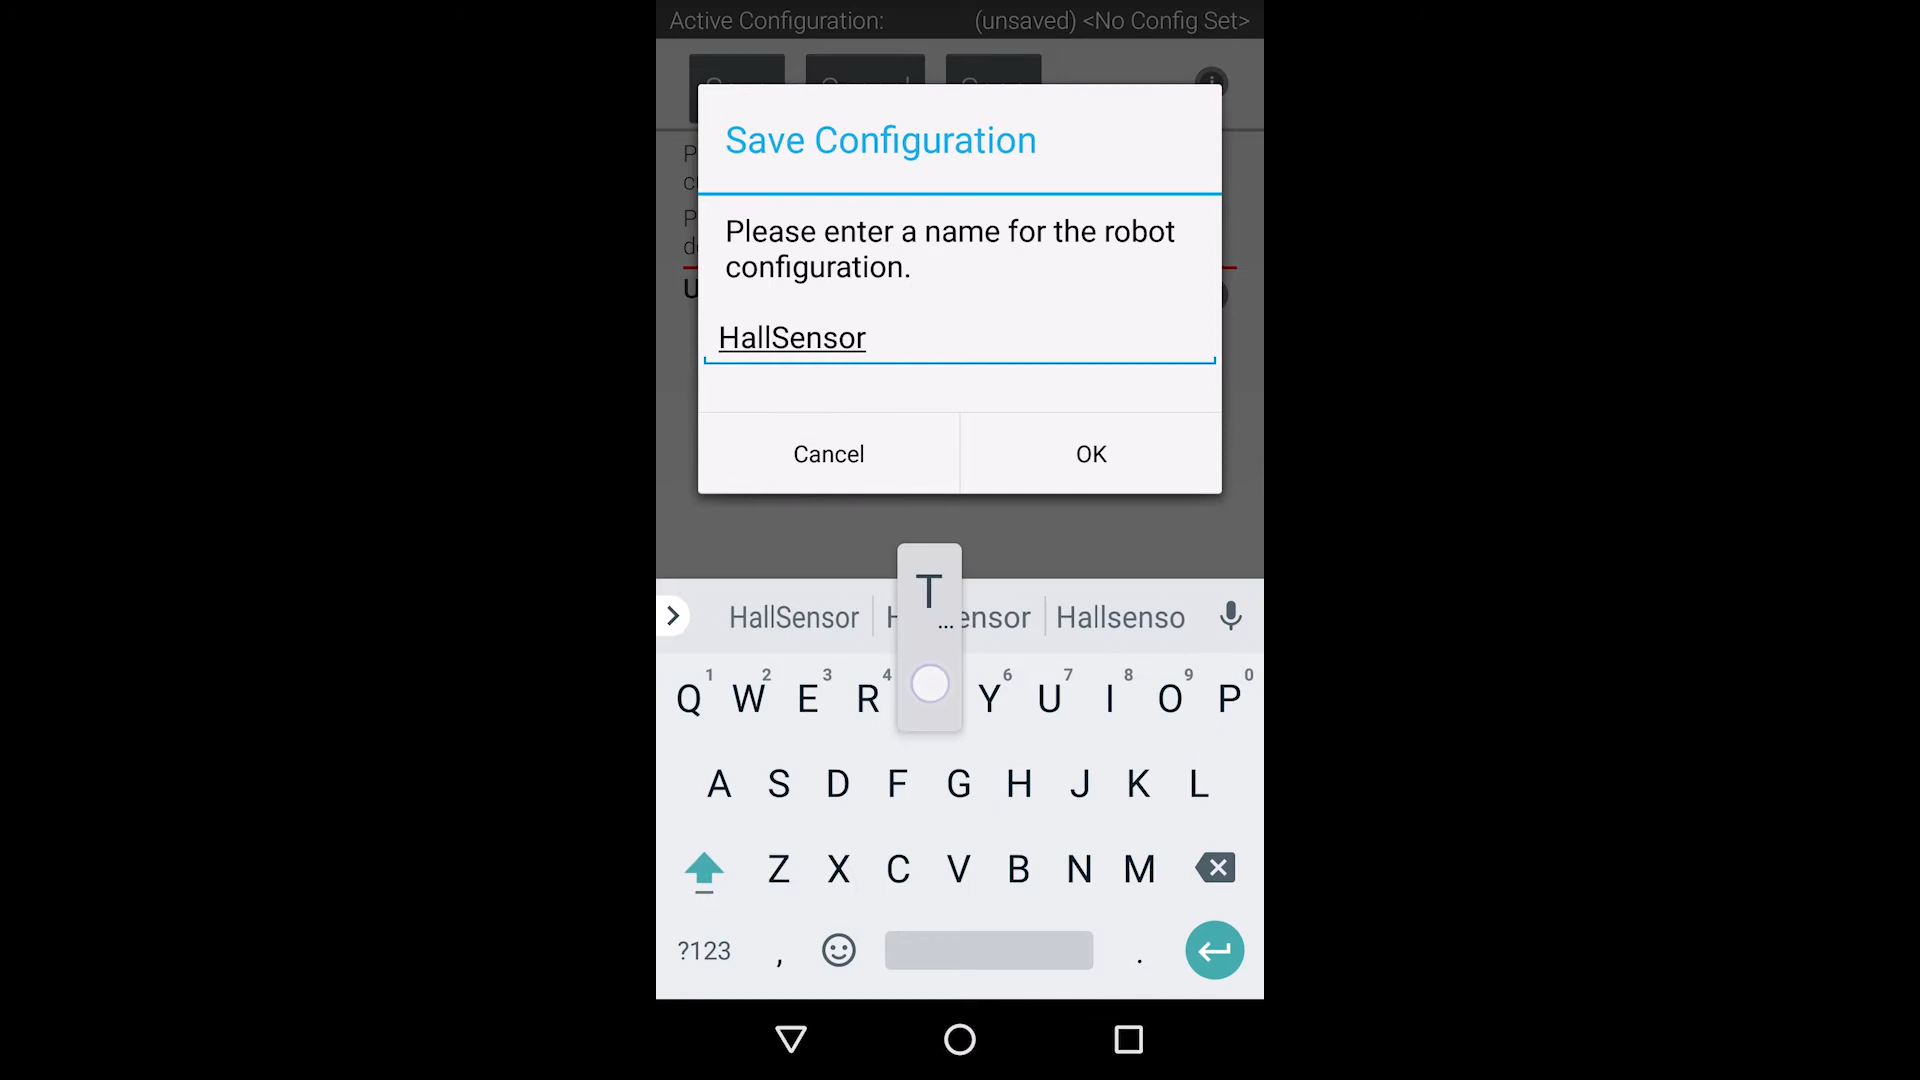 Active Configuration: (unsaved) <No Config Set>
Save Configuration
Please enter a name for the robot
configuration.
HallSensor
Cancel OK
T
...
HallSensor Hallsenso
1 2 3 4 6 7 8 9 0
Q W E R Y U I O P
A S D F G H J K L
Z X C V B N M
?123 , .